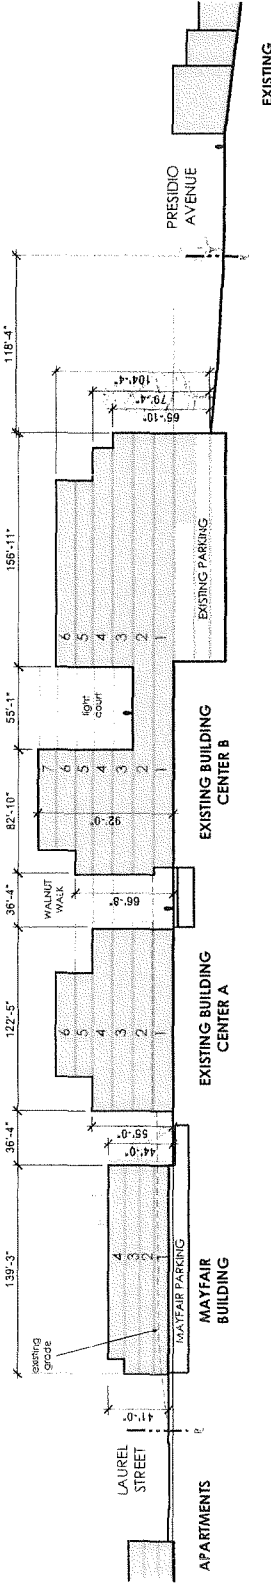 139'-3"
36'-4"
122'-5"
36'-4"
82'-10"
55'-1"
156'-11"
118'-4"
LAUREL
STREET
existing
grade
WALNUT
WALK
light
court
PRESIDIO
AVENUE
41'-0"
44'-0"
55'-0"
66'-8"
92'-0"
65'-10"
79'-4"
104'-4"
4
3
2
1
6
5
4
3
2
1
7
6
5
4
3
2
1
6
5
4
3
2
1
MAYFAIR PARKING
EXISTING PARKING
APARTMENTS
MAYFAIR
BUILDING
EXISTING BUILDING
CENTER A
EXISTING BUILDING
CENTER B
EXISTING